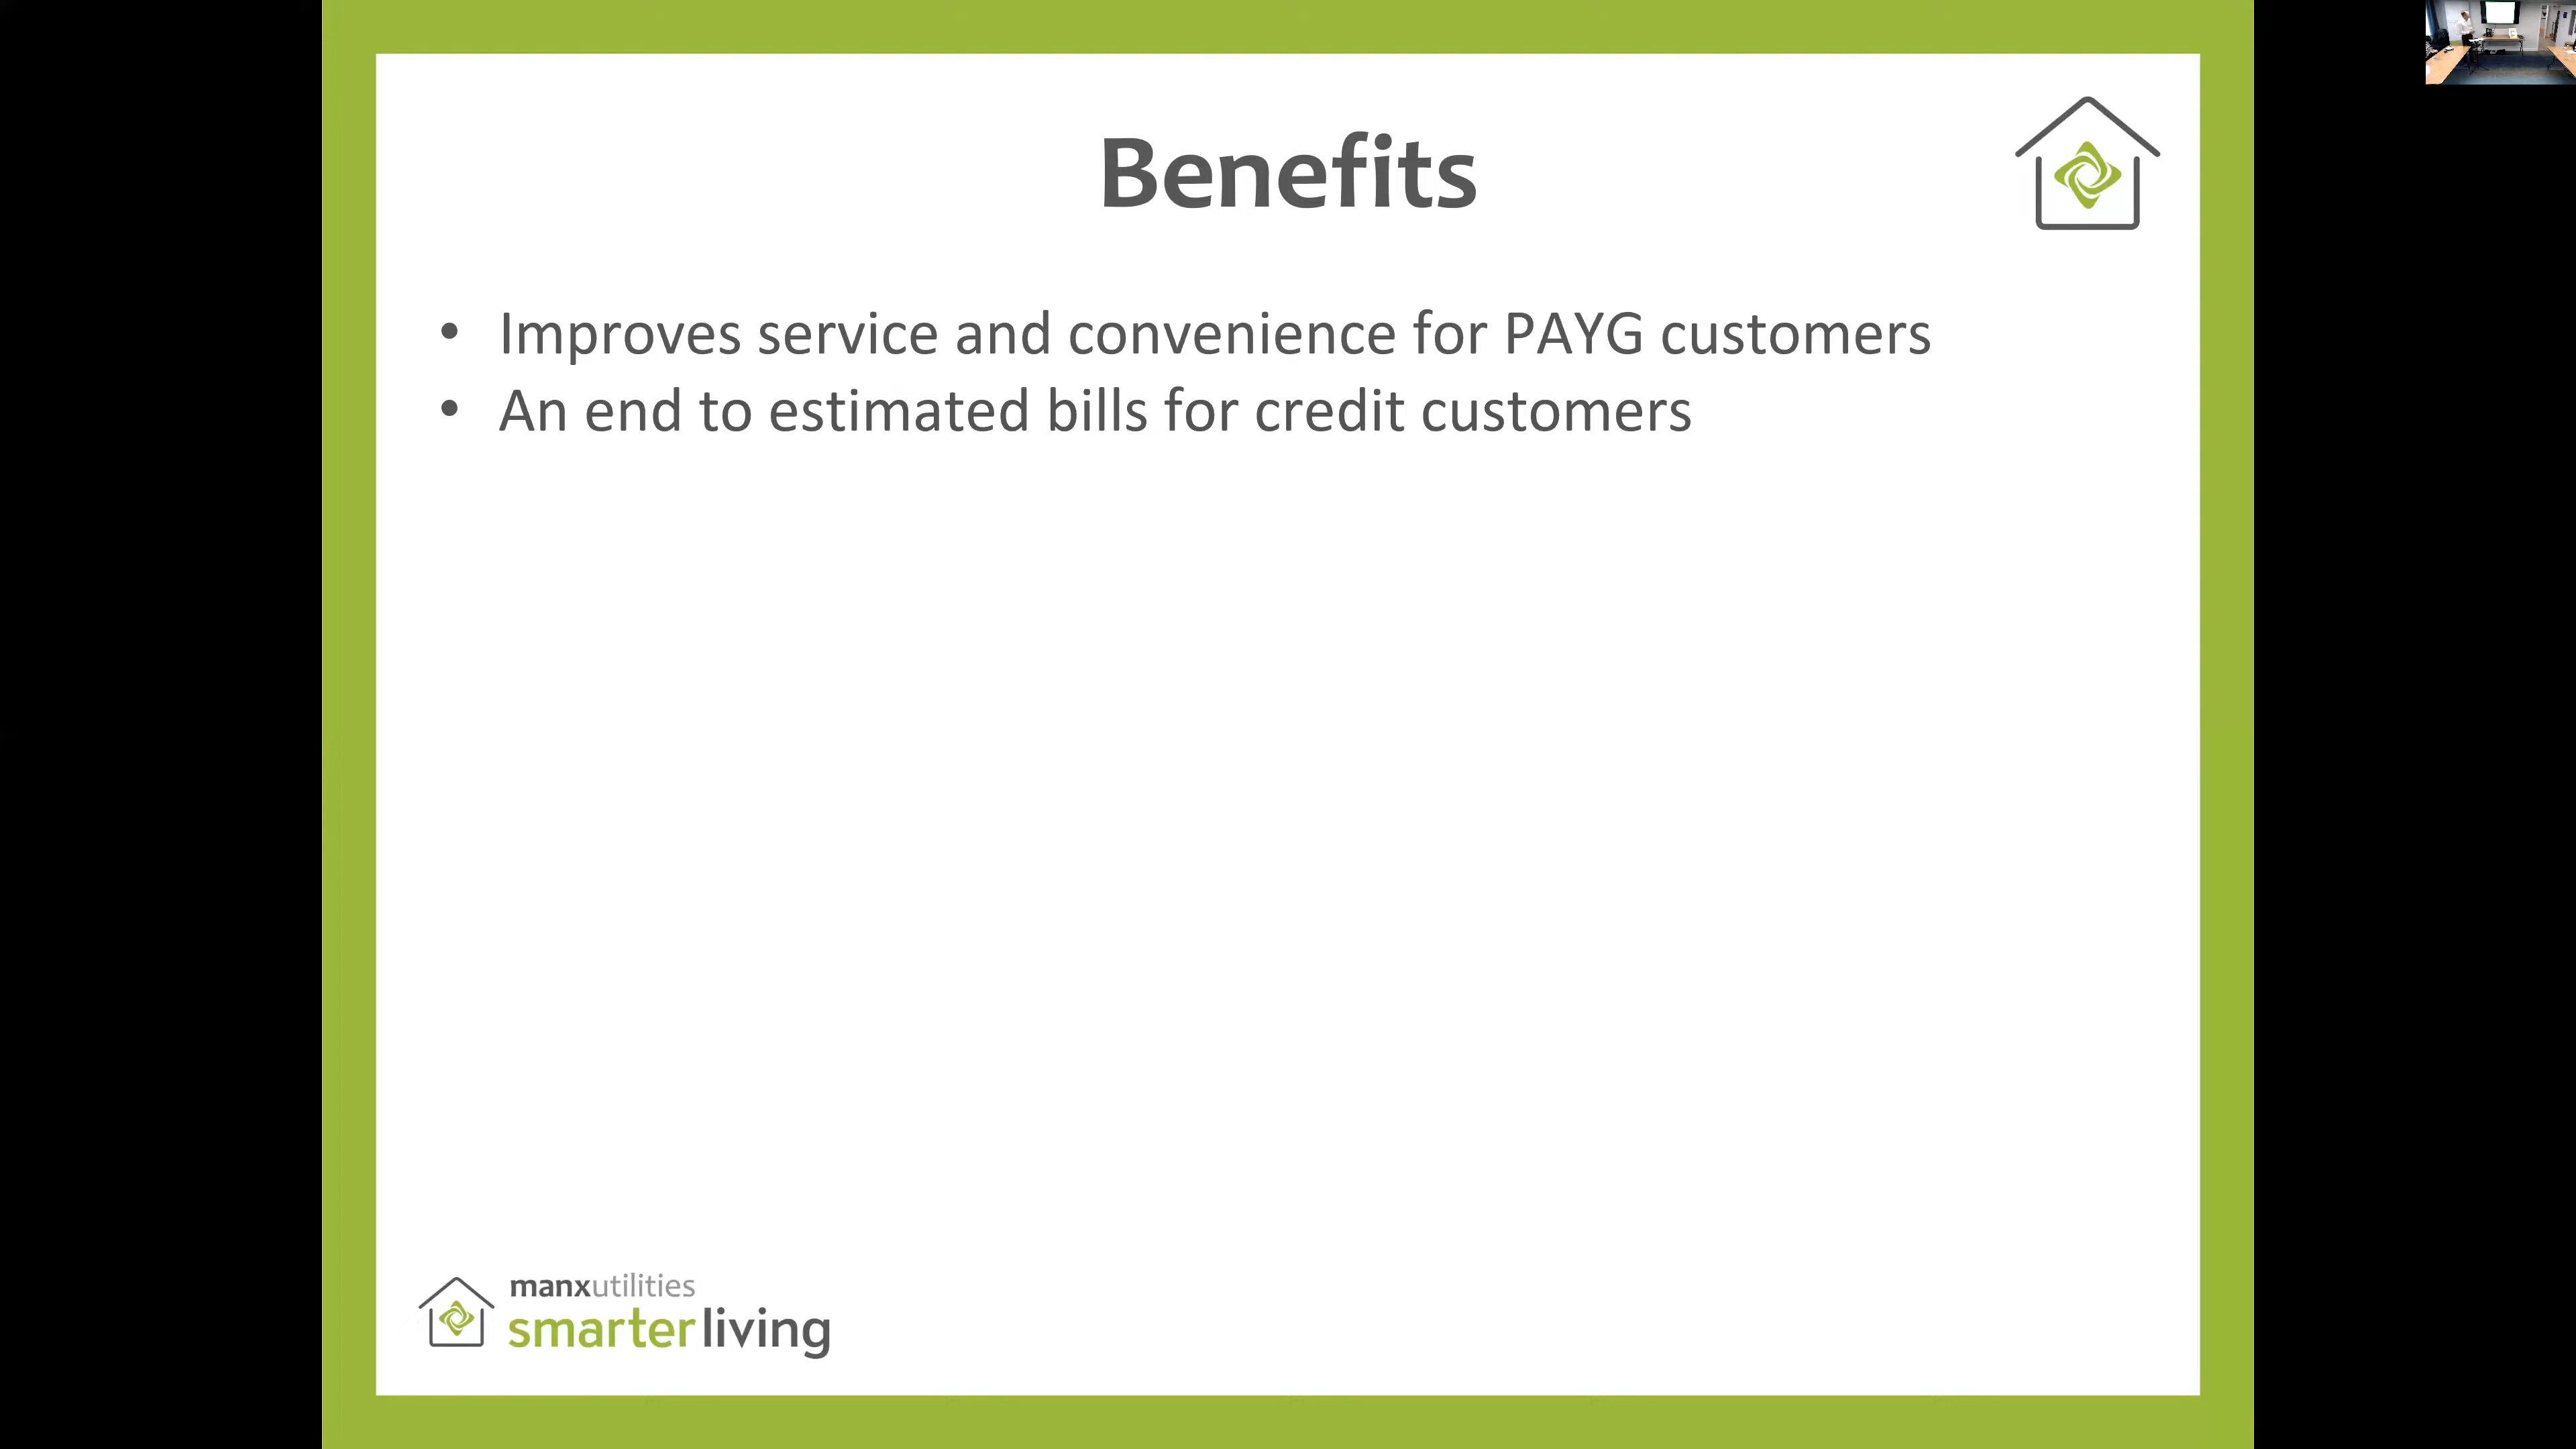 Benefits
• Improves service and convenience for PAYG customers
• An end to estimated bills for credit customers
manxutilities
smarterliving